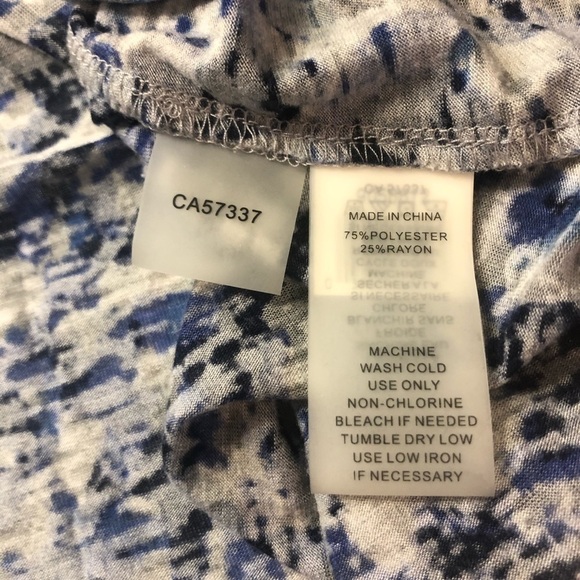 CA57337
MADE IN CHINA
75%POLYESTER
25%RAYON
MACHINE
WASH COLD
USE ONLY
NON-CHLORINE
BLEACH IF NEEDED
TUMBLE DRY LOW
USE LOW IRON
IF NECESSARY